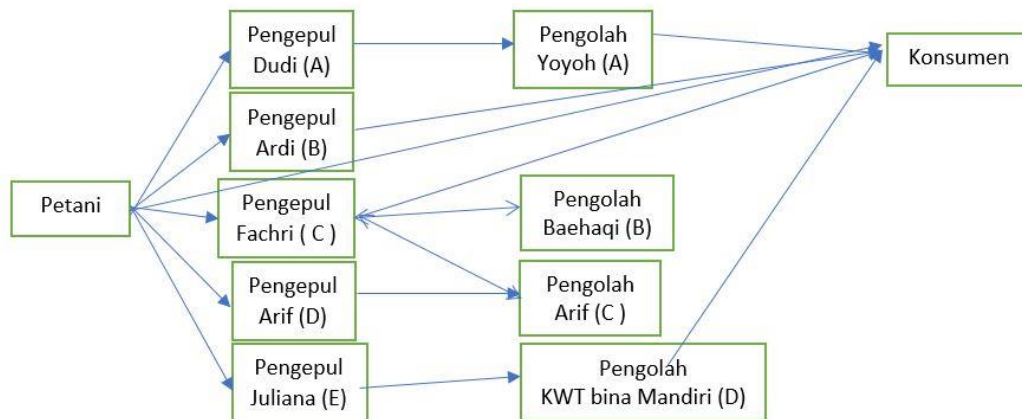 Pengepul
Dudi (A)
Pengolah
Yoyoh (A)
Konsumen
Pengepul
Ardi (B)
Petani
Pengepul
Fachri ( C )
Pengolah
Baehaqi (B)
Pengepul
Arif (D)
Pengolah
Arif (C )
Pengepul
Juliana (E)
Pengolah
KWT bina Mandiri (D)